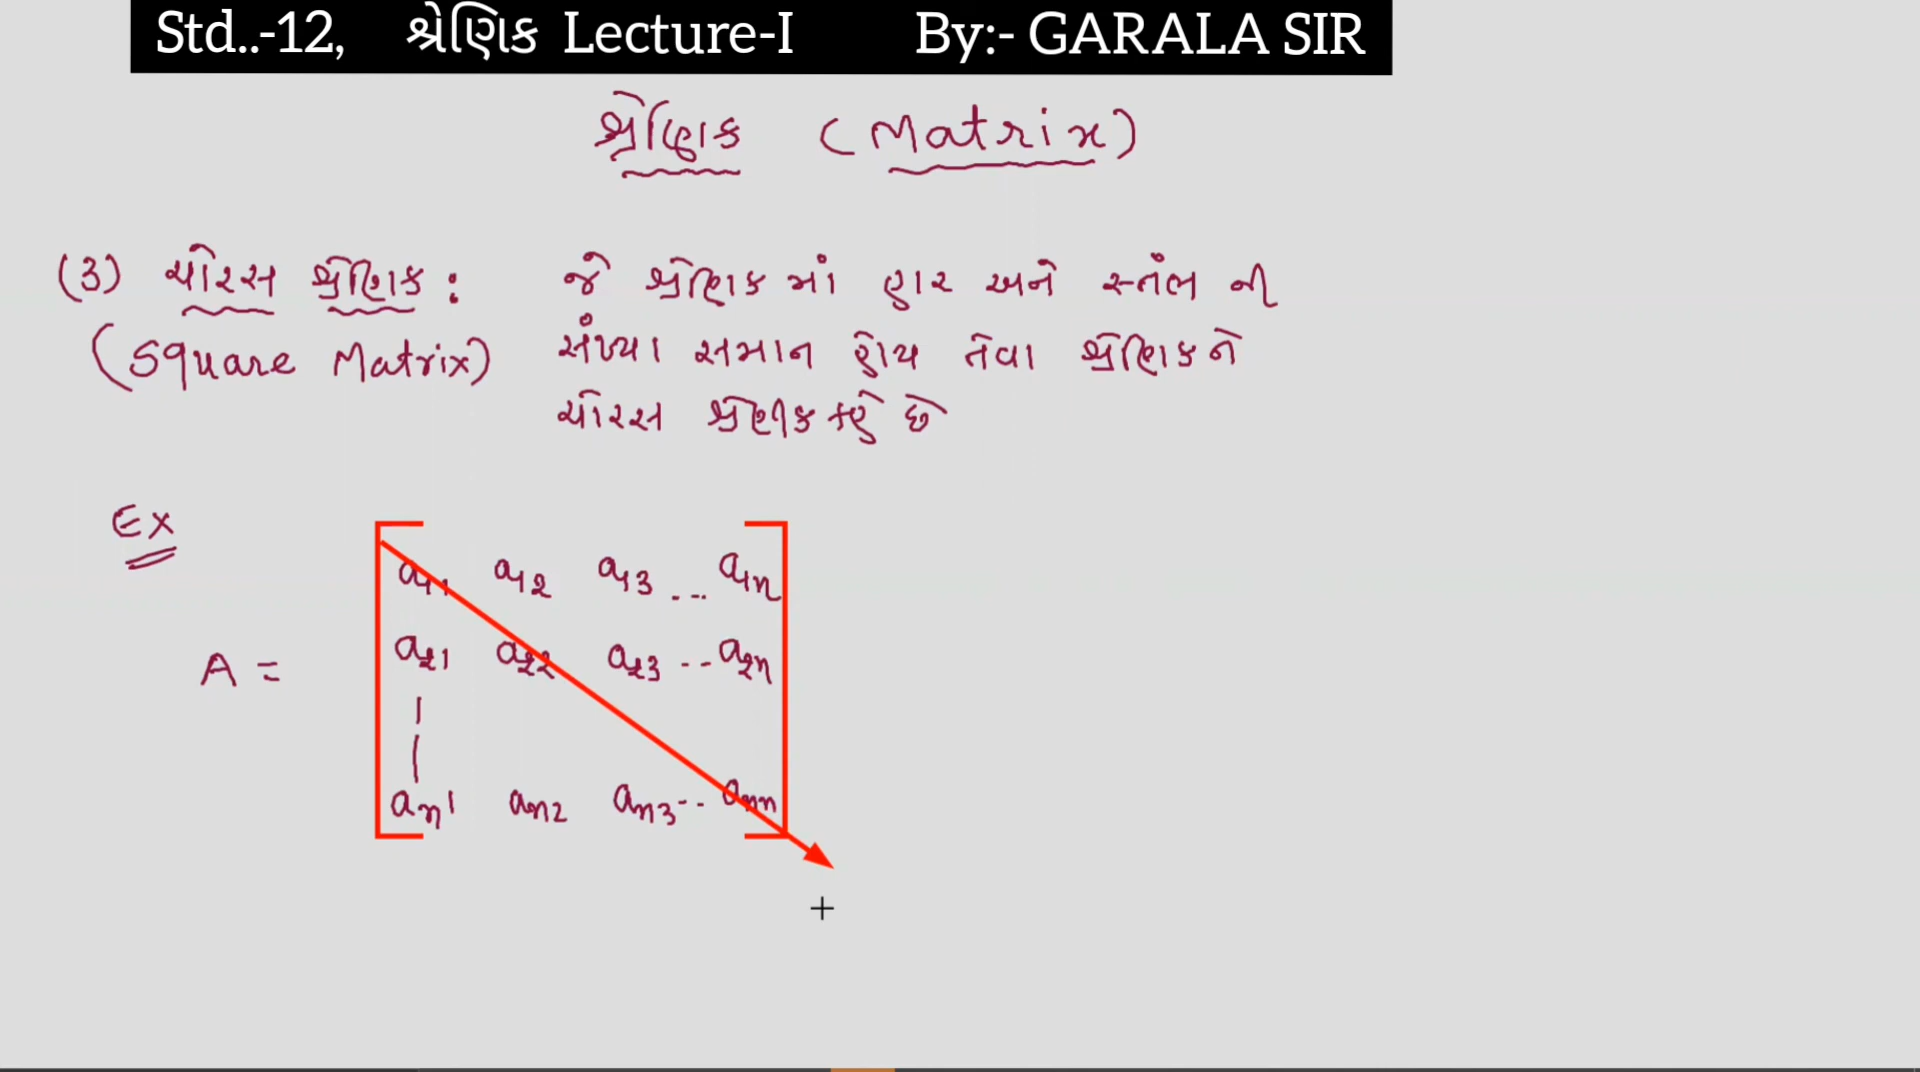 Std..-12, શ્રેણિક Lecture-I By:- GARALA SIR
શ્રેણિક (Matrix)
(3) ચોરસ શ્રેણિક : જે શ્રેણિક માં હાર અને સ્તંભ ની
(Square Matrix) સંખ્યા સમાન હોય તેવા શ્રેણિકને
ચોરસ શ્રેણીક કહે છે
Ex
a11 a12 a13 ... a1n
A = a21 a22 a23 -- a2n
an1 an2 an3 -- ann